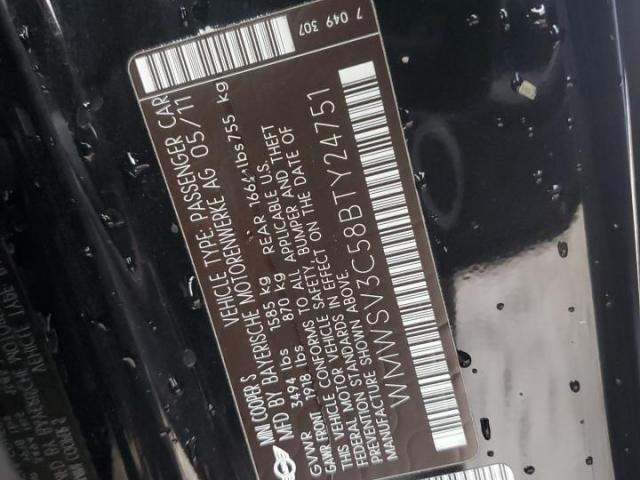 7 049 307
MINI COOPER S VEHICLE TYPE: PASSENGER CAR
MFD BY BAYERISCHE MOTORENWERKE AG 05/11
GVWR 3494 lbs 1585 kg REAR 1664 lbs 755 kg
GAWR FRONT 1918 lbs 870 kg APPLICABLE U.S.
THIS VEHICLE CONFORMS TO ALL BUMPER AND THEFT
FEDERAL MOTOR VEHICLE SAFETY IN EFFECT ON THE DATE OF
PREVENTION STANDARDS
MANUFACTURE SHOWN ABOVE.
WMWSV3C58BTY24751